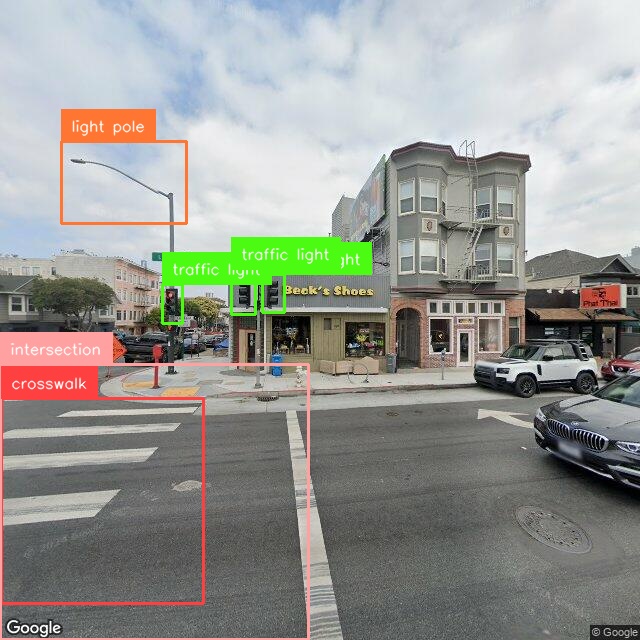 light pole
traffic light
traffic light
ght
Beck's Shoes
Phat Thai
intersection
crosswalk
Google
© Google